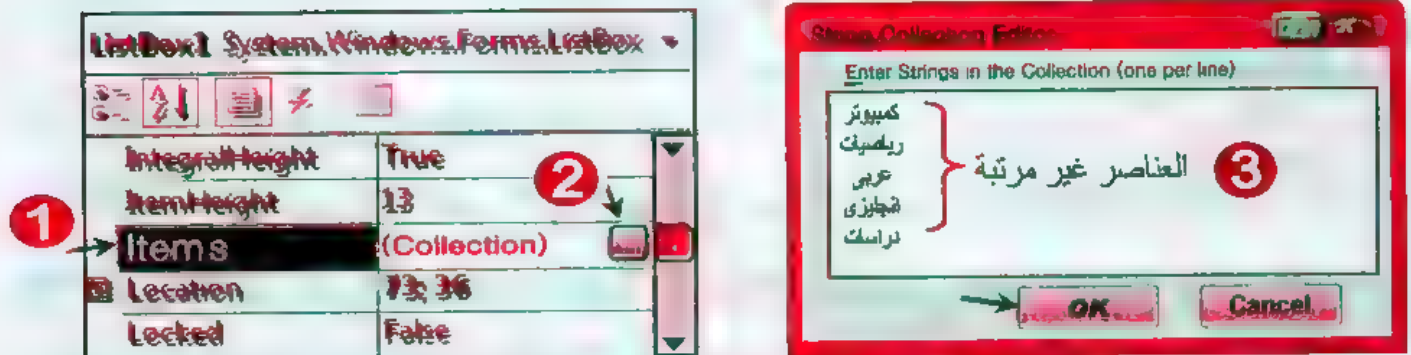 ListBox1 System.Windows.Forms.ListBox
IntegralHeight True
ItemHeight 13
2
1
Items (Collection) ...
Location 73; 36
Locked False
String Collection Editor
Enter Strings in the Collection (one per line)
كمبيوتر
رياضيات
عربى
انجليزى
دراسات
العناصر غير مرتبة
3
OK Cancel